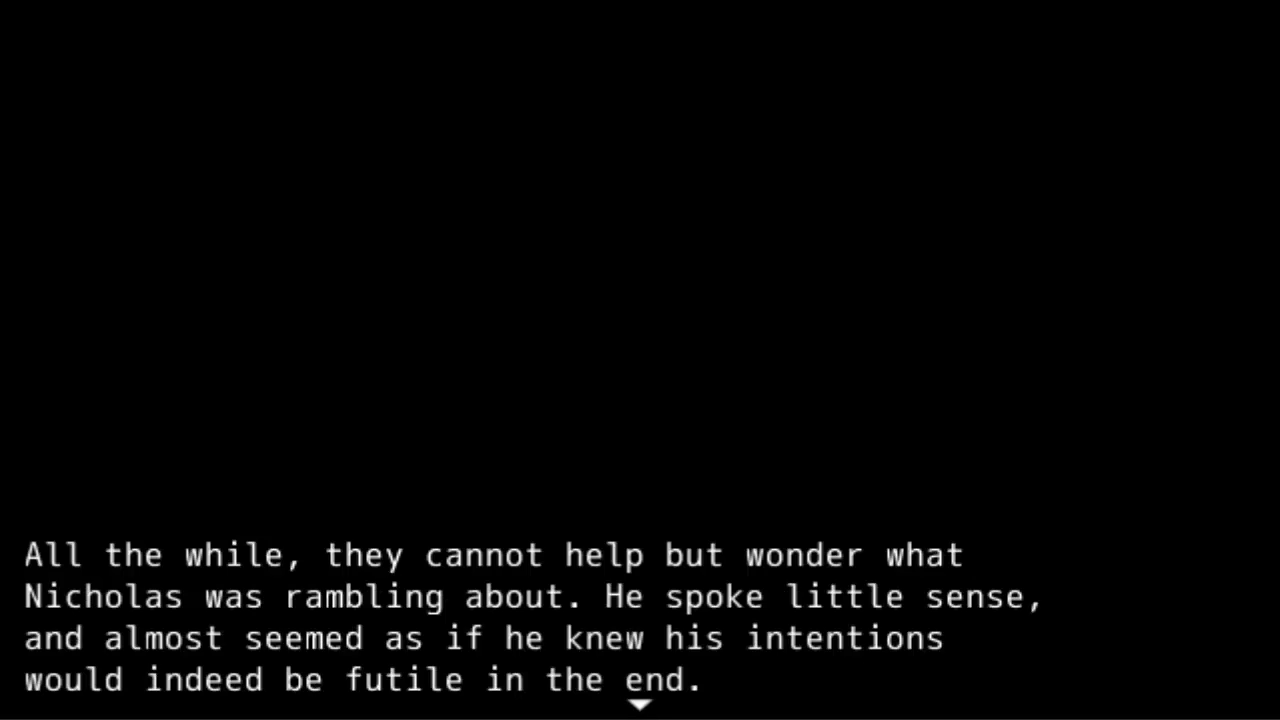 All the while, they cannot help but wonder what
Nicholas was rambling about. He spoke little sense,
and almost seemed as if he knew his intentions
would indeed be futile in the end.